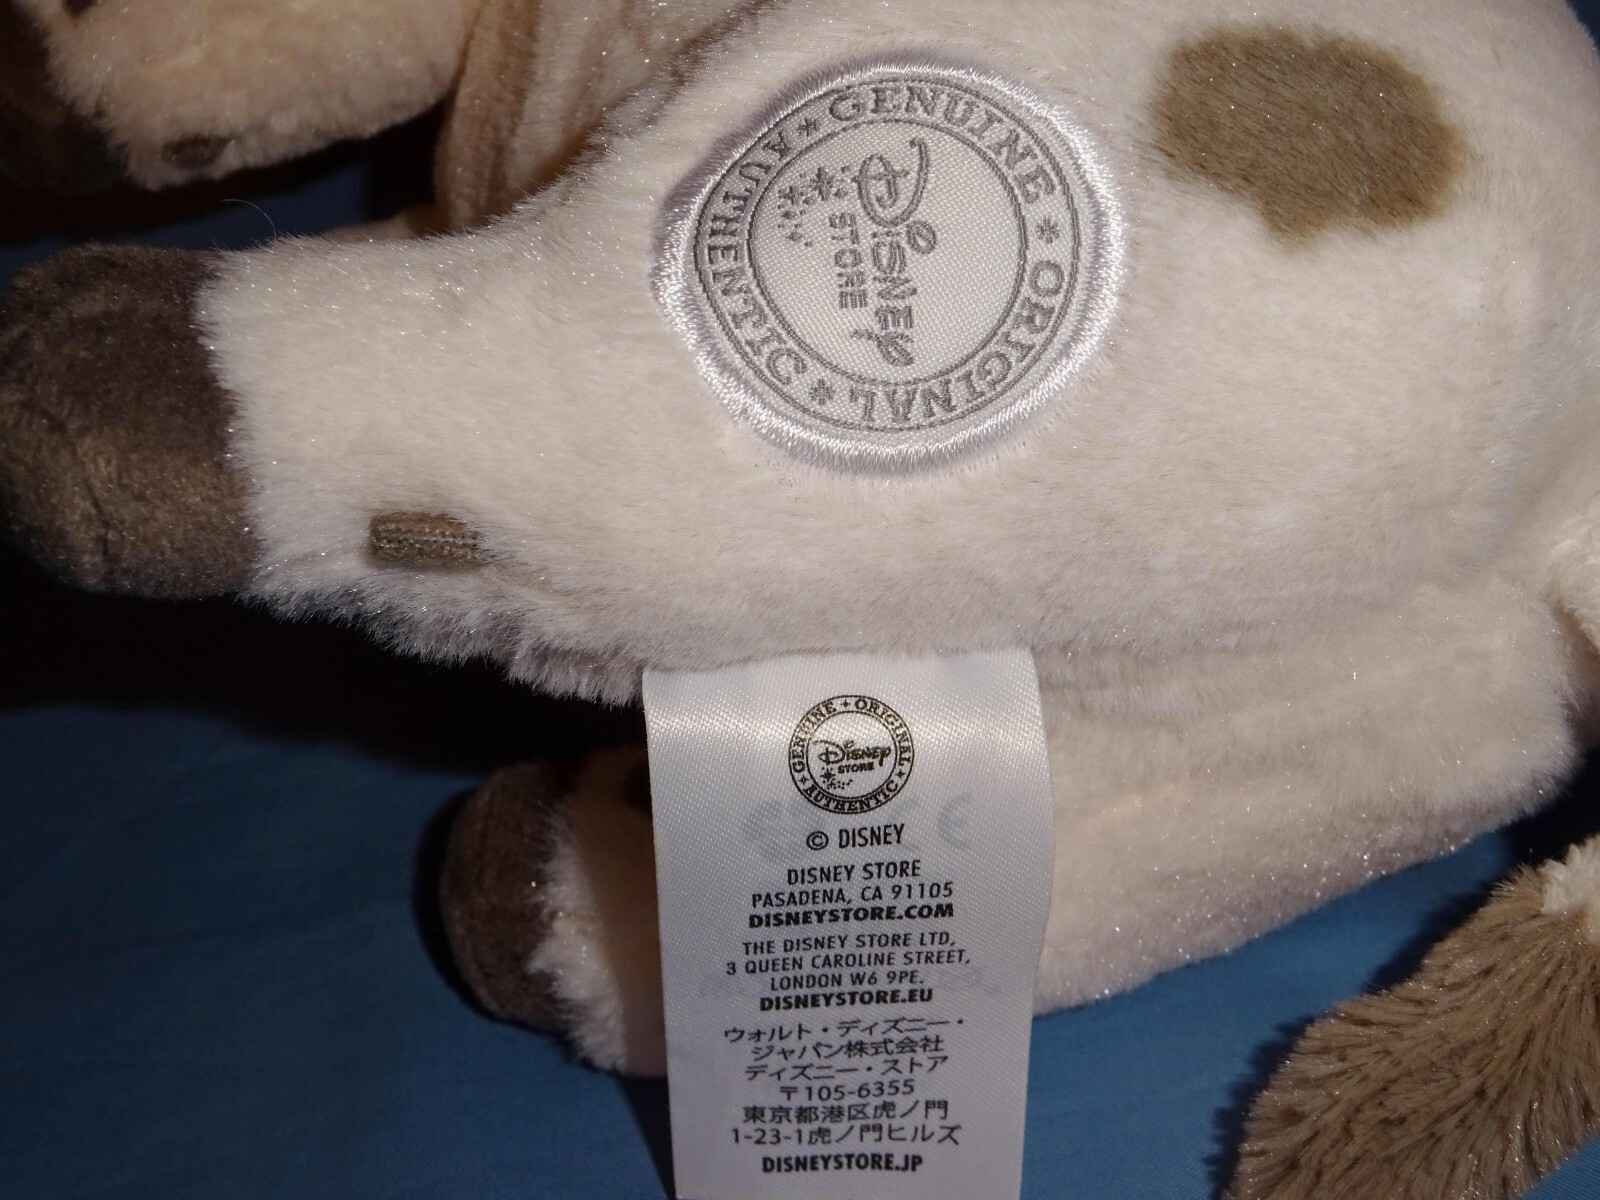 GENUINE ORIGINAL AUTHENTIC
Disney
STORE
GENUINE ORIGINAL
Disney
STORE
AUTHENTIC
© DISNEY
DISNEY STORE
PASADENA, CA 91105
DISNEYSTORE.COM
THE DISNEY STORE LTD,
3 QUEEN CAROLINE STREET,
LONDON W6 9PE.
DISNEYSTORE.EU
ウォルト・ディズニー・
ジャパン株式会社
ディズニー・ストア
〒105-6355
東京都港区虎ノ門
1-23-1虎ノ門ヒルズ
DISNEYSTORE.JP